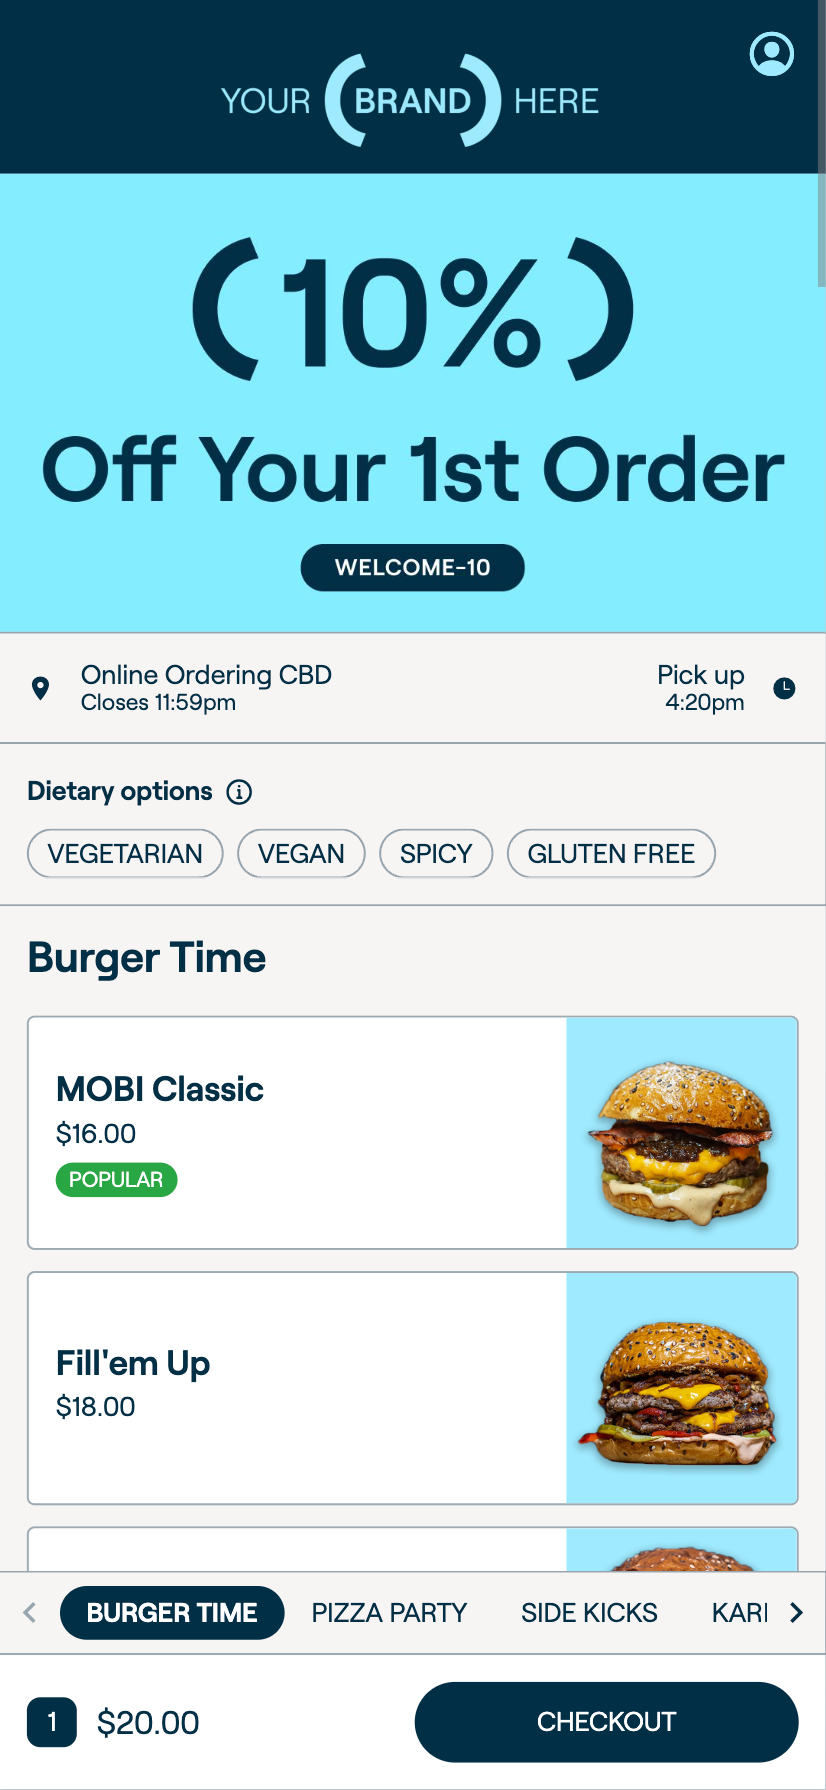 YOUR (BRAND) HERE
(10%)
Off Your 1st Order
WELCOME-10
Online Ordering CBD
Closes 11:59pm
Pick up
4:20pm
Dietary options
VEGETARIAN VEGAN SPICY GLUTEN FREE
Burger Time
MOBI Classic
$16.00
POPULAR
Fill'em Up
$18.00
BURGER TIME PIZZA PARTY SIDE KICKS KARI
1 $20.00 CHECKOUT